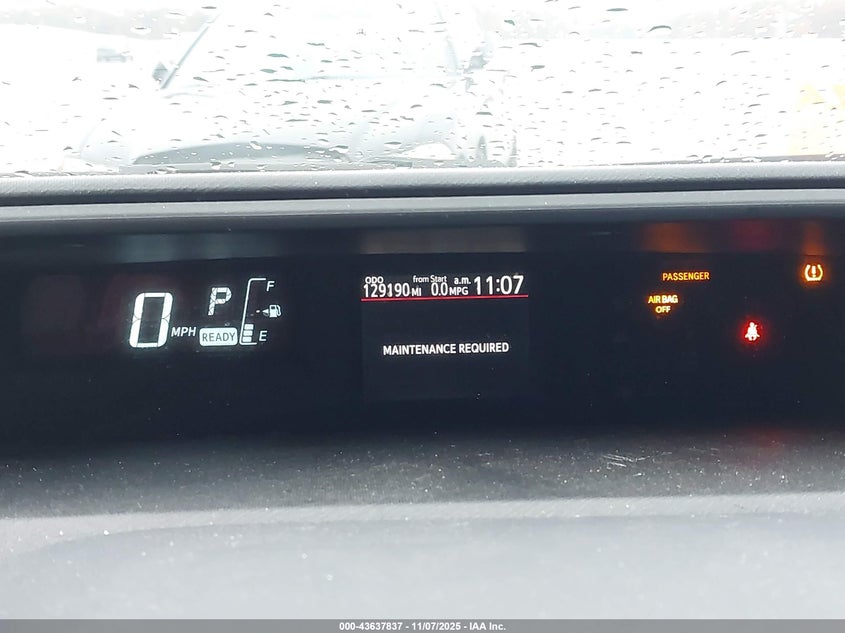 0 MPH
P
READY
F
E
ODO
129190 MI
from Start
0.0 MPG
a.m. 11:07
MAINTENANCE REQUIRED
PASSENGER
AIR BAG
OFF
000-43637837 - 11/07/2025 - IAA Inc.